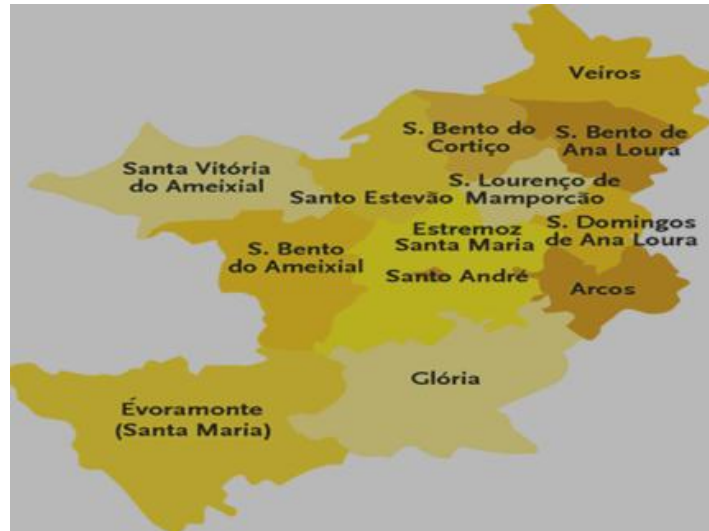 Veiros
S. Bento do
Cortiço
S. Bento de
Ana Loura
Santa Vitória
do Ameixial
Santo Estevão
S. Lourenço de
Mamporcão
Estremoz
Santa Maria
S. Domingos
de Ana Loura
S. Bento
do Ameixial
Santo André
Arcos
Glória
Évoramonte
(Santa Maria)